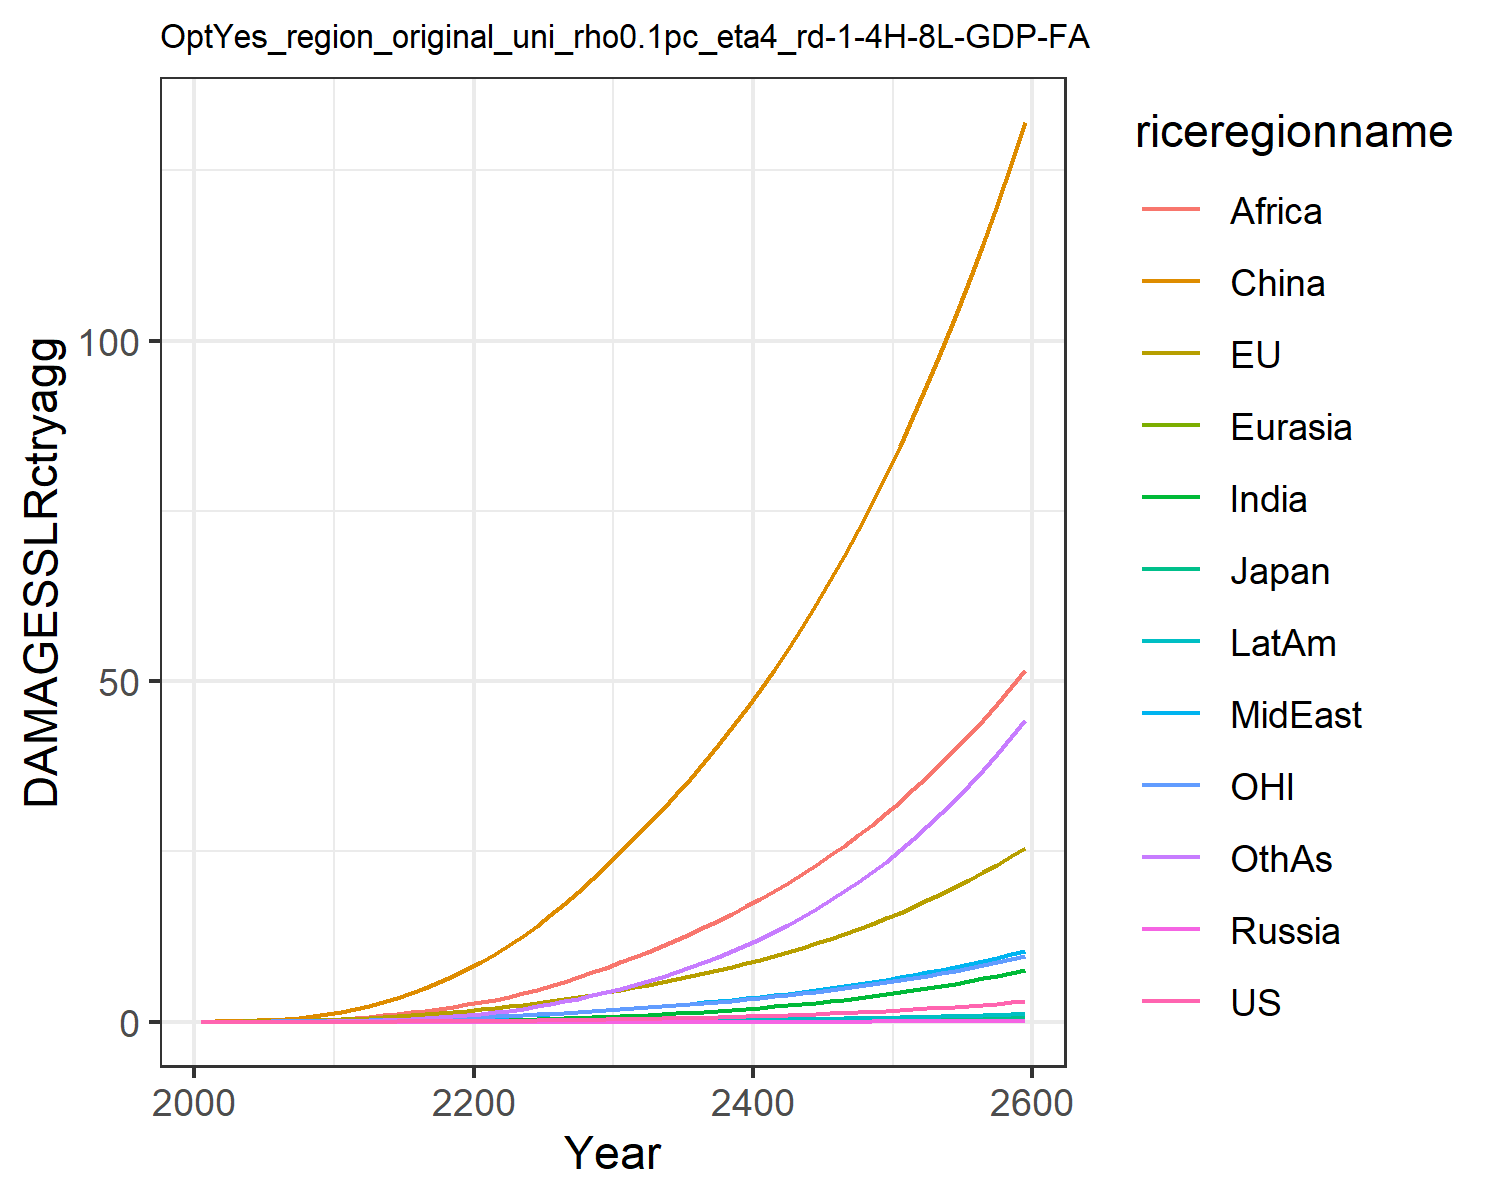 OptYes_region_original_uni_rho0.1pc_eta4_rd-1-4H-8L-GDP-FA
DAMAGESSLRctryagg
100
50
0
2000 2200 2400 2600
Year
riceregionname
Africa
China
EU
Eurasia
India
Japan
LatAm
MidEast
OHI
OthAs
Russia
US